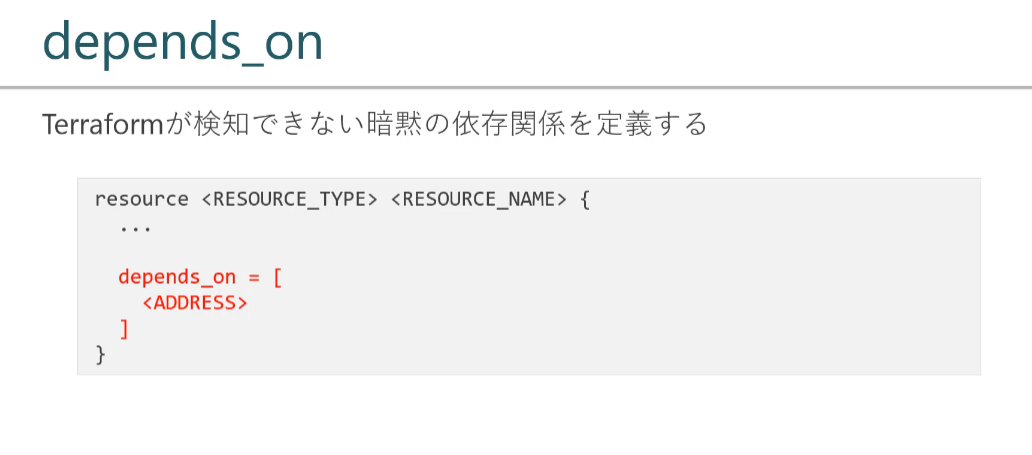 depends_on
Terraformが検知できない暗黙の依存関係を定義する
resource <RESOURCE_TYPE> <RESOURCE_NAME> {
...
depends_on = [
<ADDRESS>
]
}